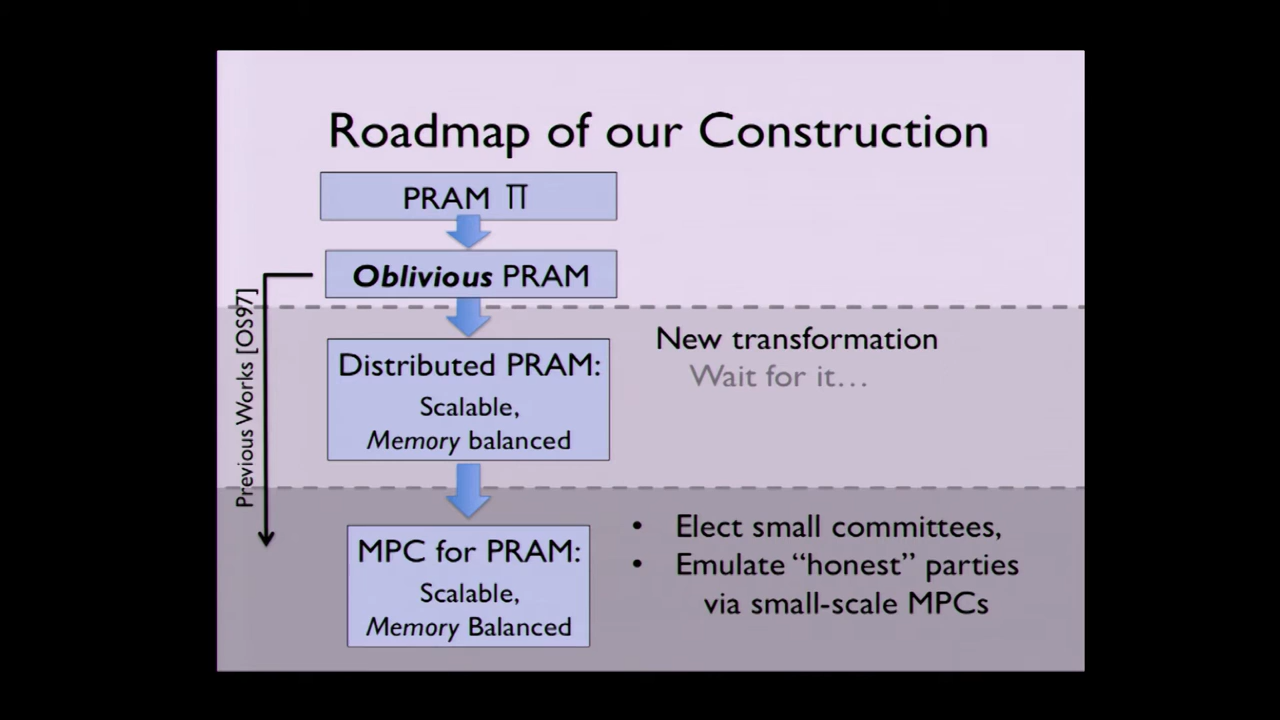 Roadmap of our Construction
PRAM Π
Oblivious PRAM
Previous Works [OS97]
Distributed PRAM:
Scalable,
Memory balanced
New transformation
Wait for it…
MPC for PRAM:
Scalable,
Memory Balanced
• Elect small committees,
• Emulate “honest” parties
via small-scale MPCs